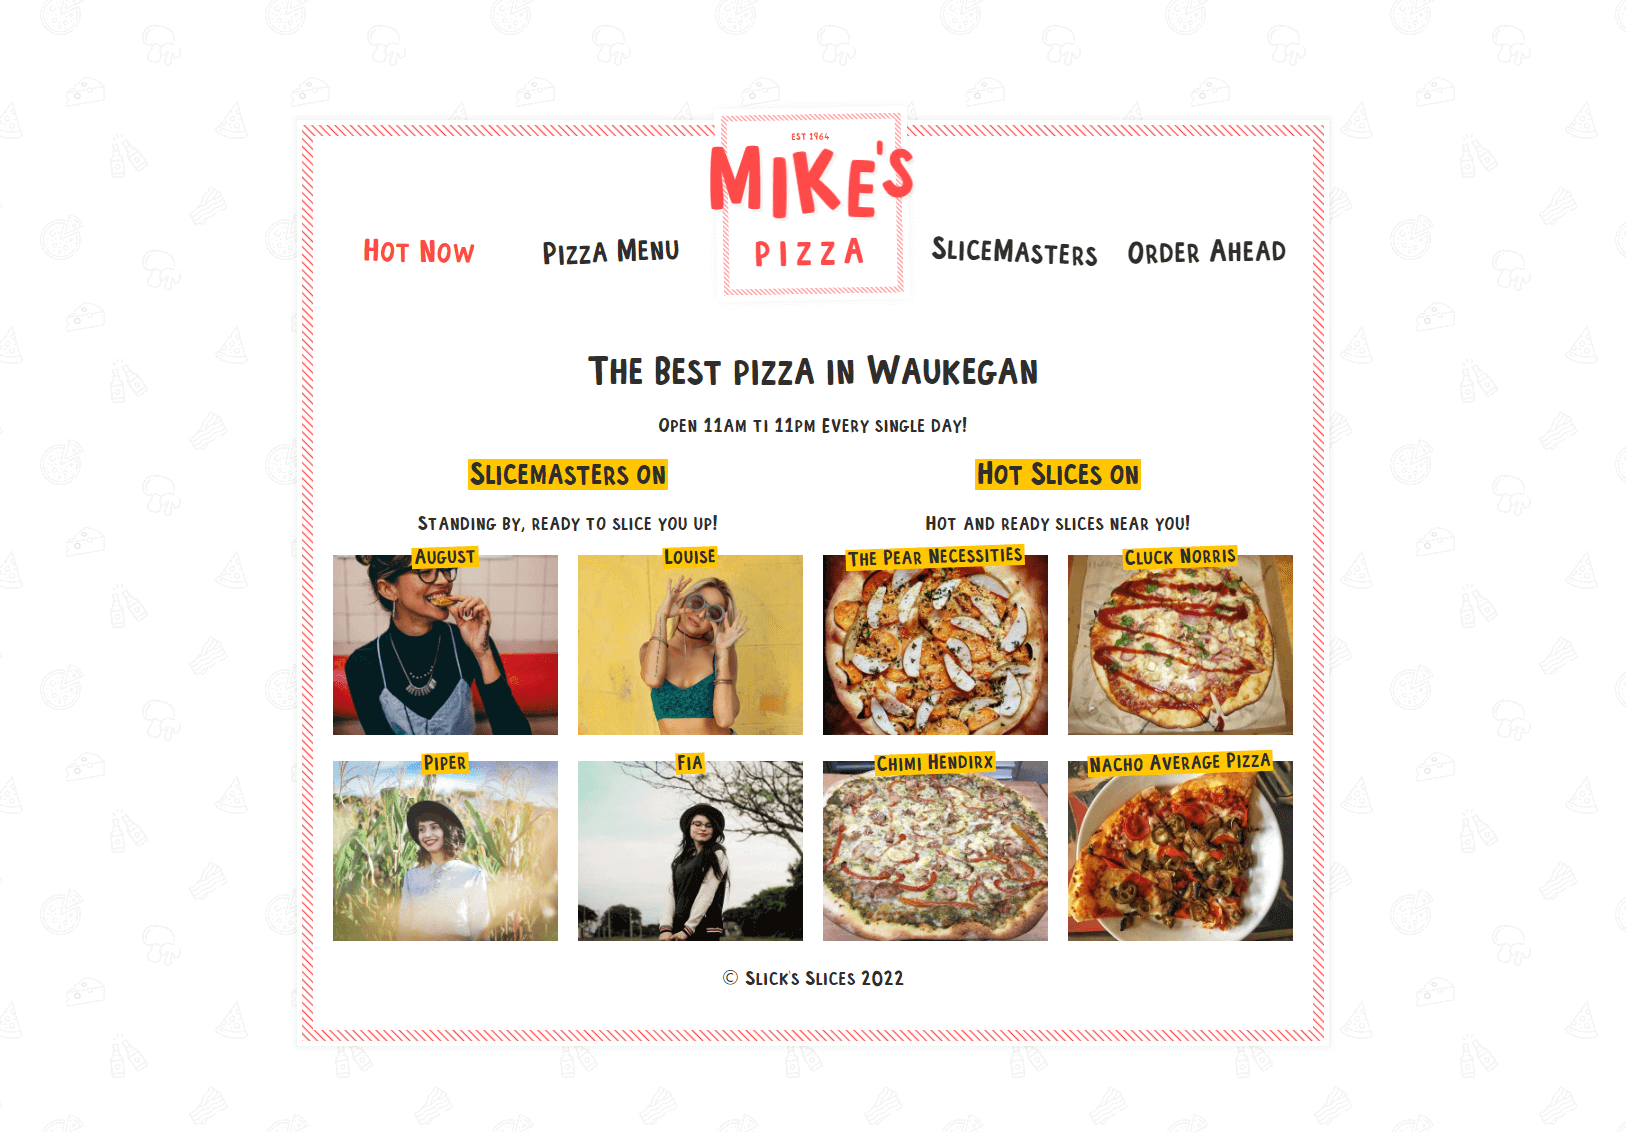 EST 1964
MIKE'S
PIZZA
HOT NOW
PIZZA MENU
SLICEMASTERS
ORDER AHEAD
THE BEST PIZZA IN WAUKEGAN
OPEN 11AM TI 11PM EVERY SINGLE DAY!
SLICEMASTERS ON
STANDING BY, READY TO SLICE YOU UP!
AUGUST
LOUISE
PIPER
FIA
HOT SLICES ON
HOT AND READY SLICES NEAR YOU!
THE PEAR NECESSITIES
CLUCK NORRIS
CHIMI HENDIRX
NACHO AVERAGE PIZZA
© SLICK'S SLICES 2022